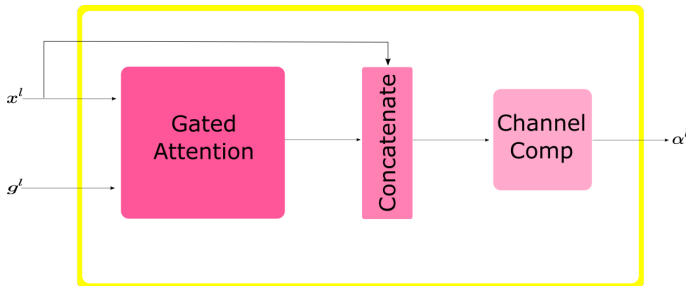 x^l
g^l
Gated
Attention
Concatenate
Channel
Comp
α^l